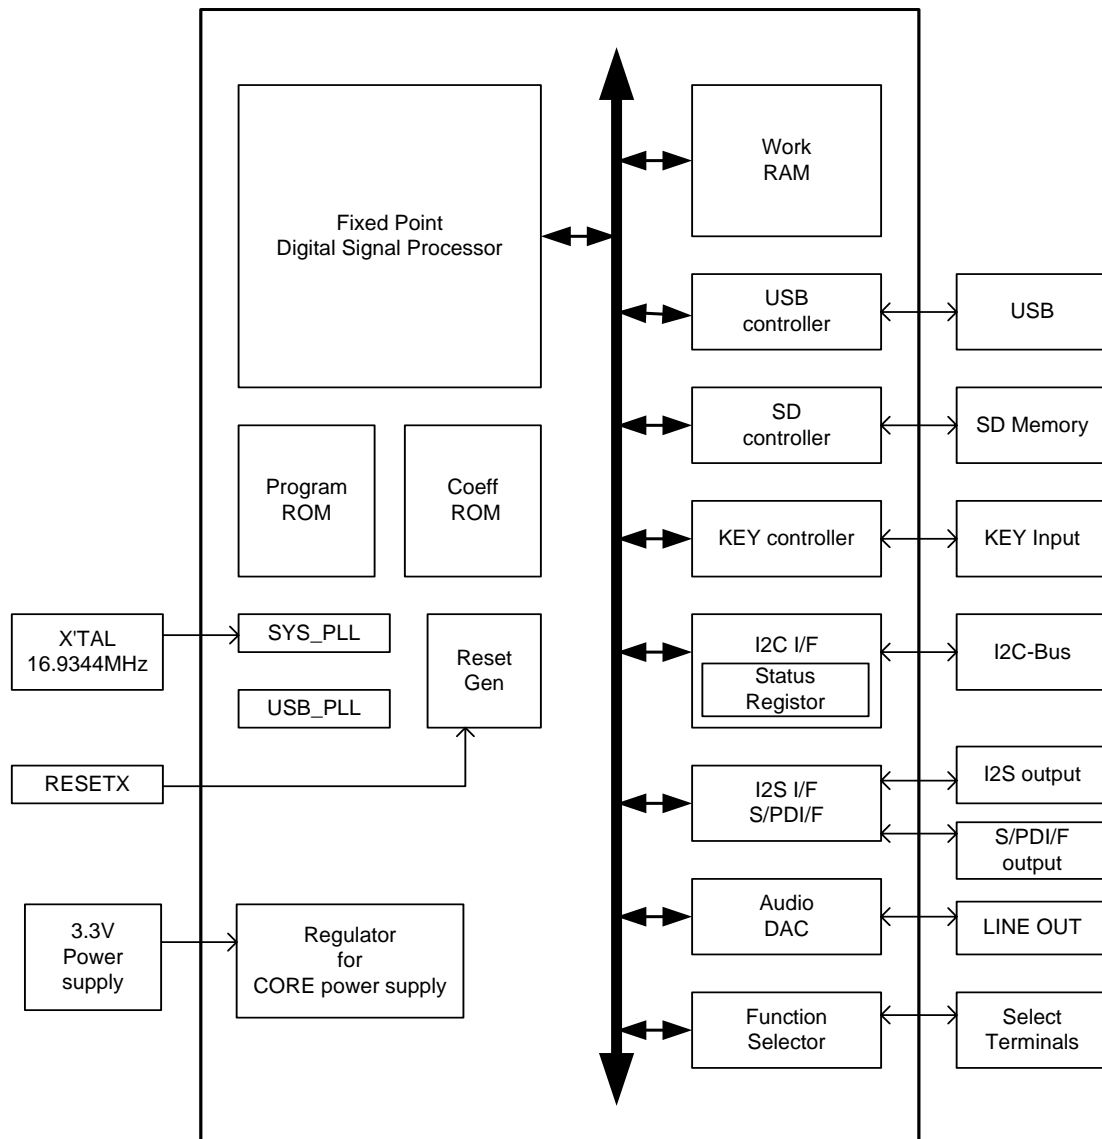 Fixed Point
Digital Signal Processor
Work
RAM
USB
controller
USB
SD
controller
SD Memory
Program
ROM
Coeff
ROM
KEY controller
KEY Input
X'TAL
16.9344MHz
SYS_PLL
USB_PLL
Reset
Gen
I2C I/F
Status
Registor
I2C-Bus
RESETX
I2S I/F
S/PDI/F
I2S output
S/PDI/F
output
3.3V
Power
supply
Regulator
for
CORE power supply
Audio
DAC
LINE OUT
Function
Selector
Select
Terminals